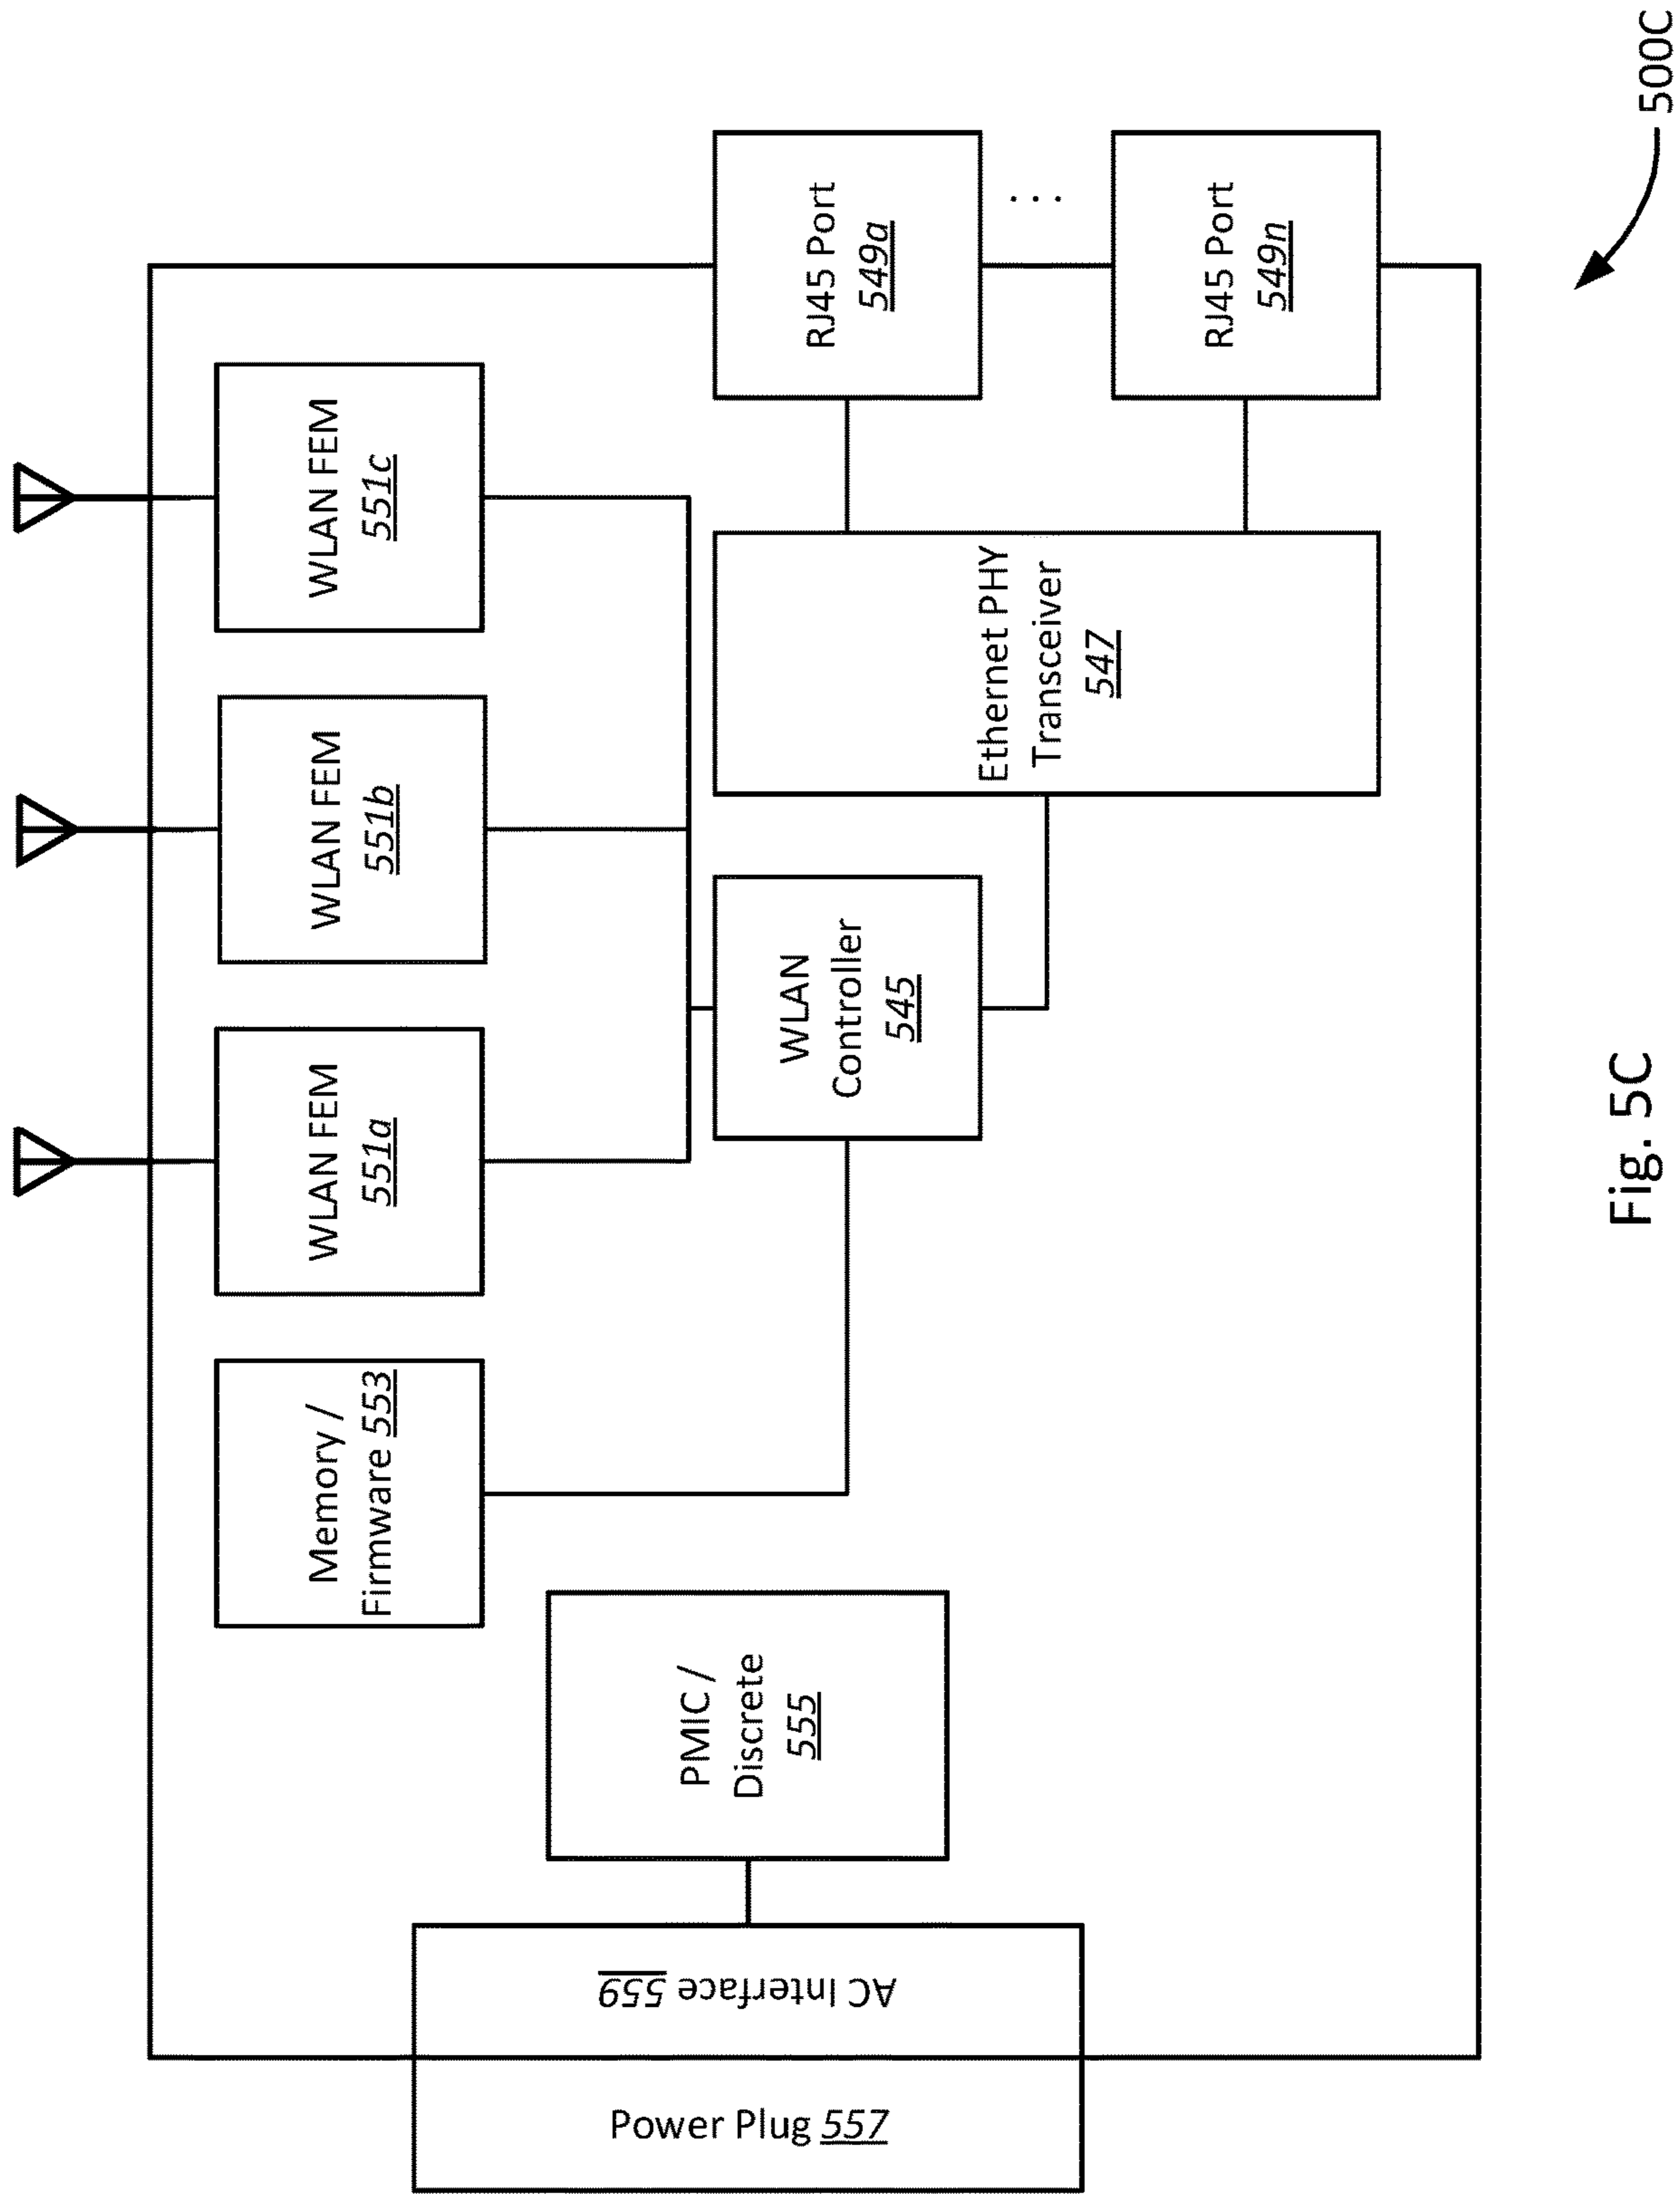 Memory /
Firmware 553
WLAN FEM
551a
WLAN FEM
551b
WLAN FEM
551c
PMIC /
Discrete
555
WLAN
Controller
545
Ethernet PHY
Transceiver
547
RJ45 Port
549a
. . .
RJ45 Port
549n
Power Plug 557
AC Interface 559
500C
Fig. 5C